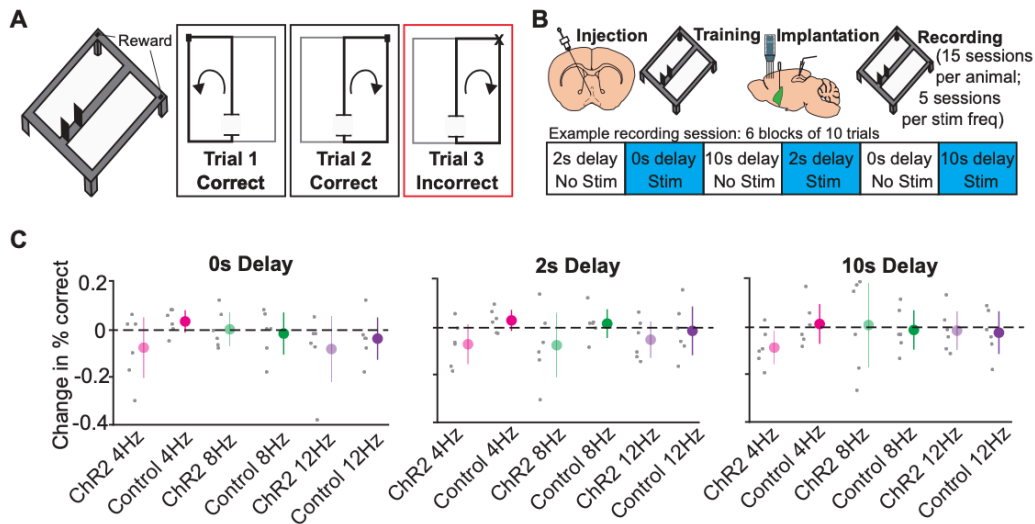 A
Reward
Trial 1
Correct
Trial 2
Correct
X
Trial 3
Incorrect
B
Injection
Training
Implantation
Recording
(15 sessions
per animal;
5 sessions
per stim freq)
Example recording session: 6 blocks of 10 trials
2s delay
No Stim
0s delay
Stim
10s delay
No Stim
2s delay
Stim
0s delay
No Stim
10s delay
Stim
C
0s Delay
2s Delay
10s Delay
Change in % correct
0.2
0
-0.2
-0.4
ChR2 4Hz
Control 4Hz
ChR2 8Hz
Control 8Hz
ChR2 12Hz
Control 12Hz
ChR2 4Hz
Control 4Hz
ChR2 8Hz
Control 8Hz
ChR2 12Hz
Control 12Hz
ChR2 4Hz
Control 4Hz
ChR2 8Hz
Control 8Hz
ChR2 12Hz
Control 12Hz